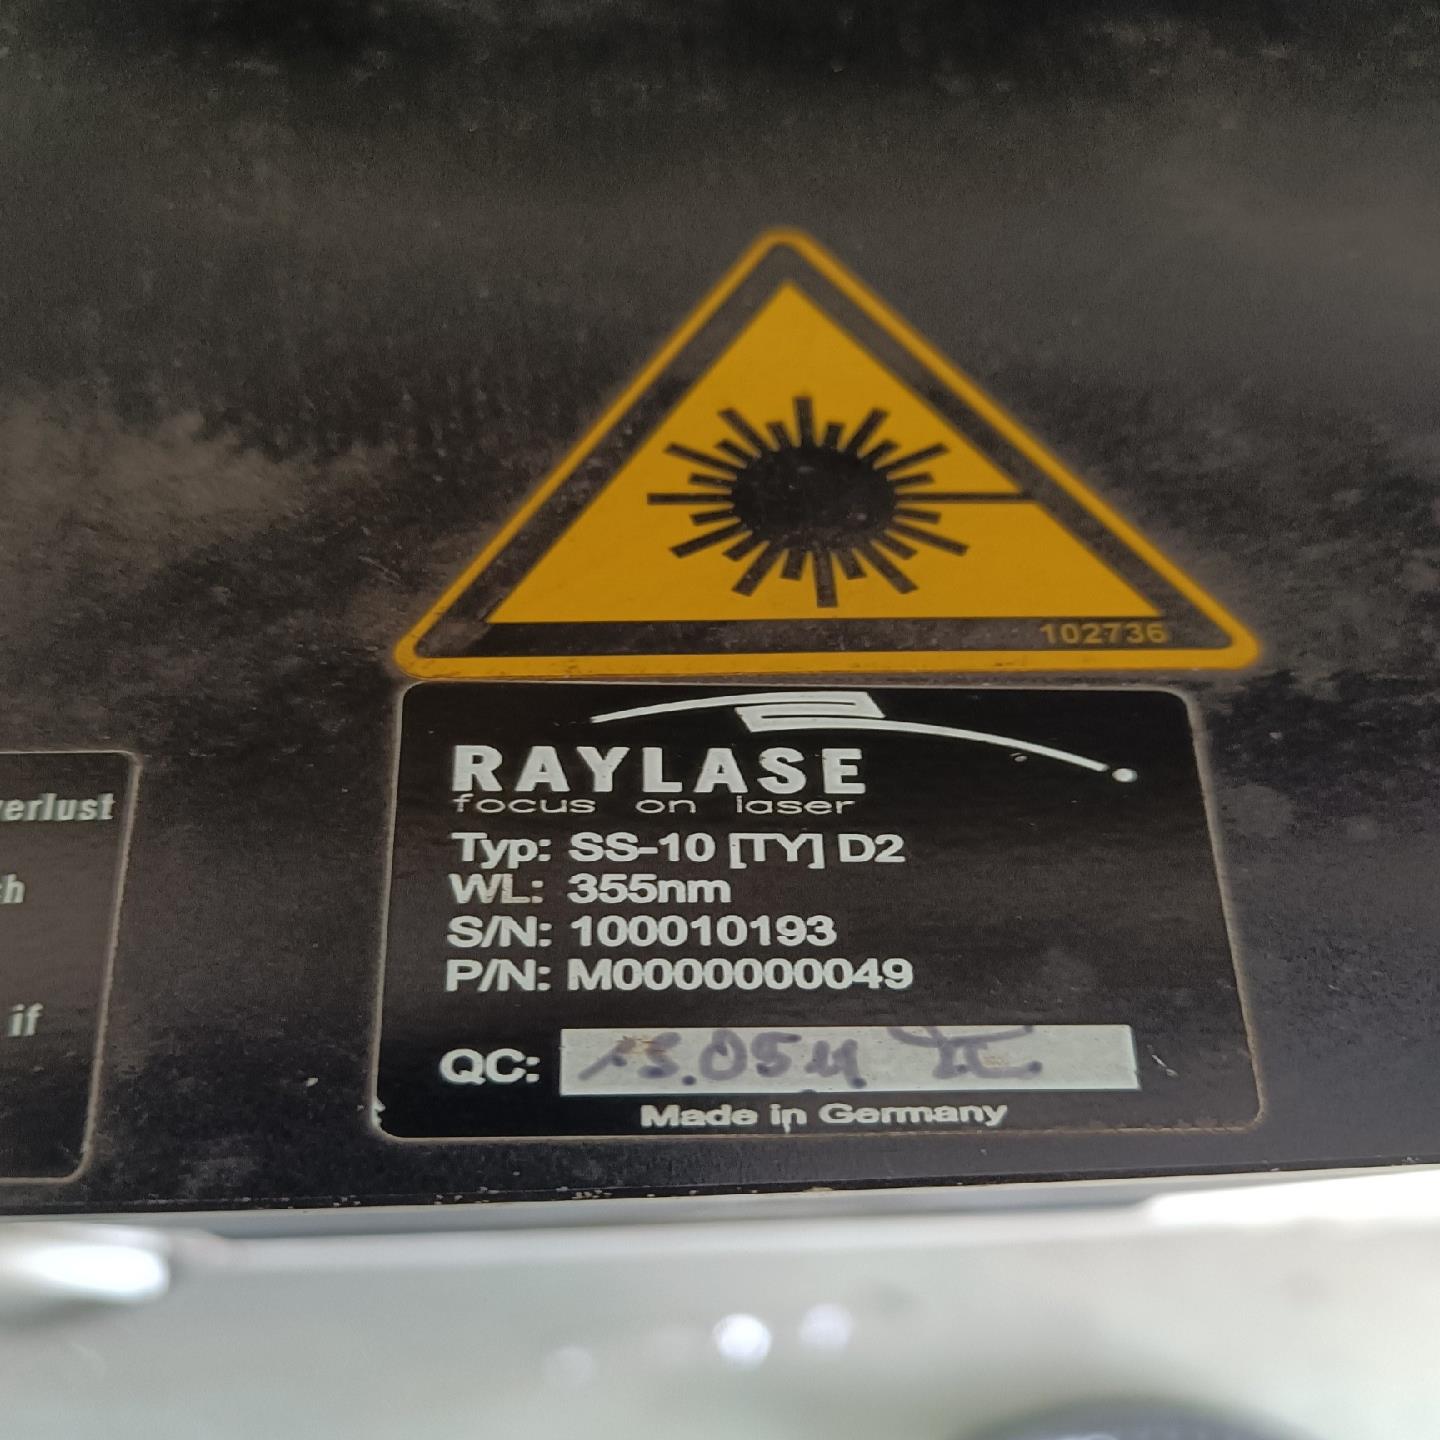 102736
RAYLASE
focus on laser
Typ: SS-10 [TY] D2
WL: 355nm
S/N: 100010193
P/N: M0000000049
QC:
Made in Germany
if